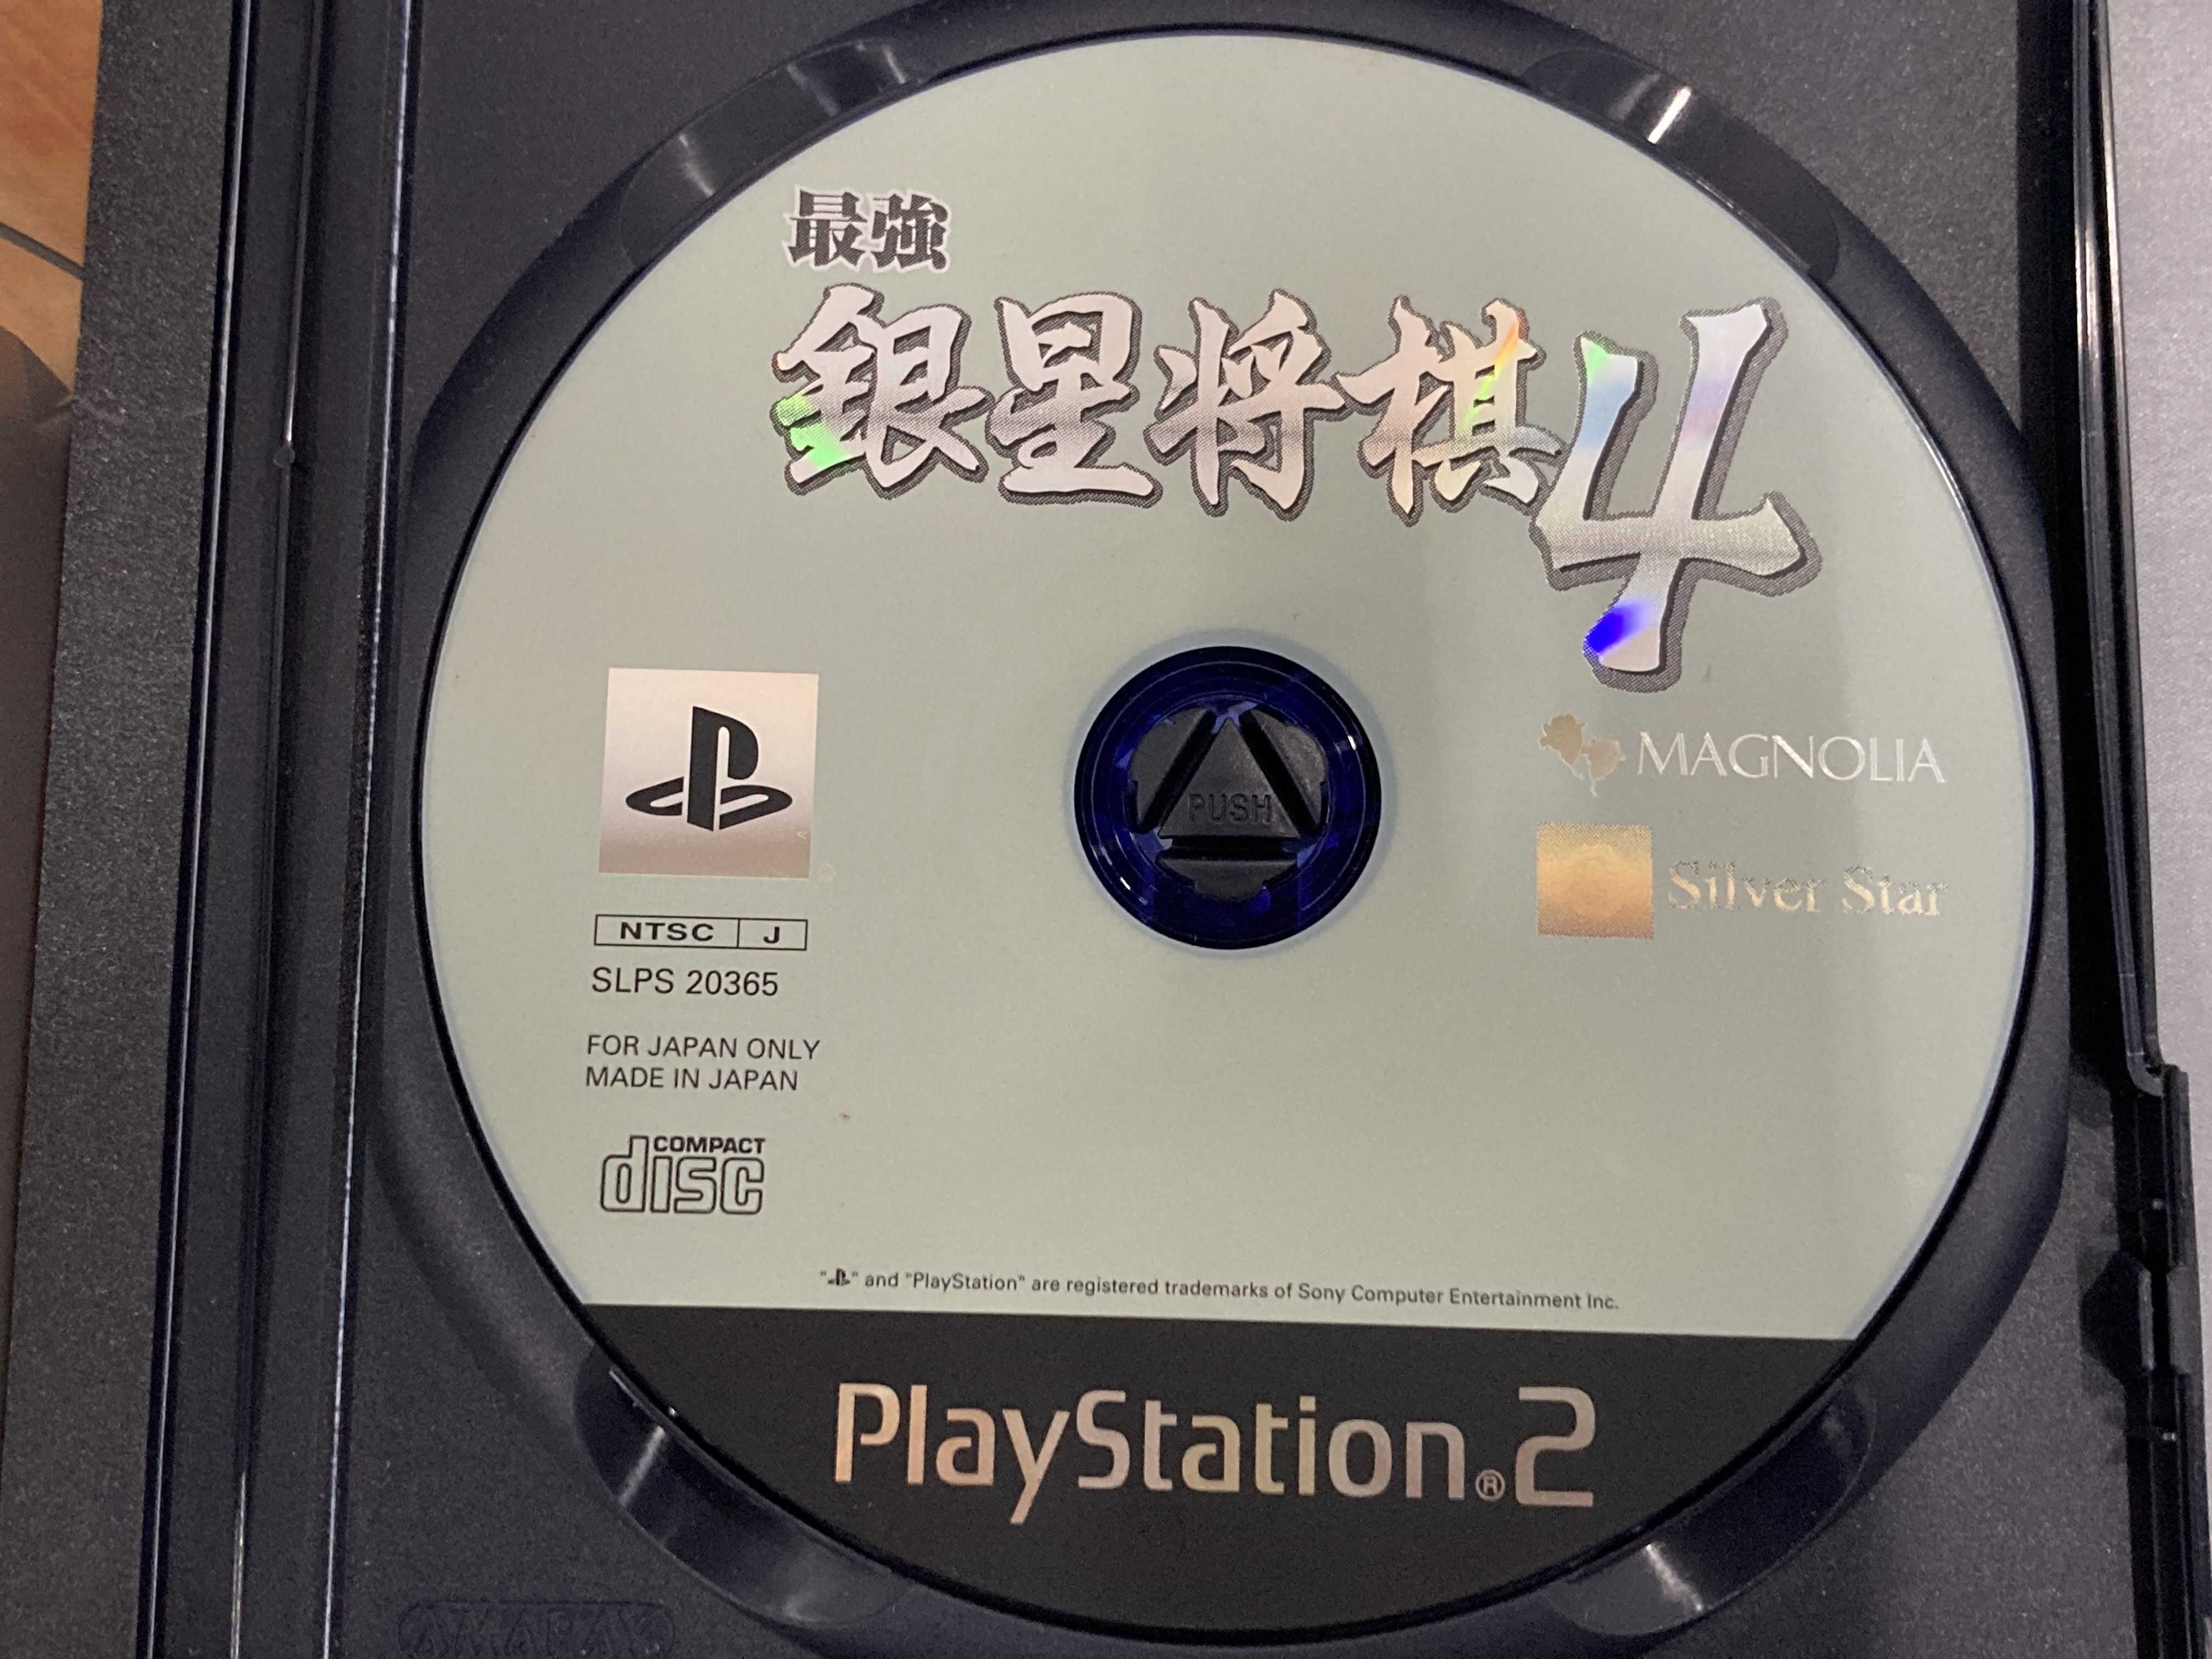 最強
銀星将棋4
PUSH
MAGNOLIA
Silver Star
NTSC J
SLPS 20365
FOR JAPAN ONLY
MADE IN JAPAN
COMPACT
disc
" " and "PlayStation" are registered trademarks of Sony Computer Entertainment Inc.
PlayStation®2
AMARAY